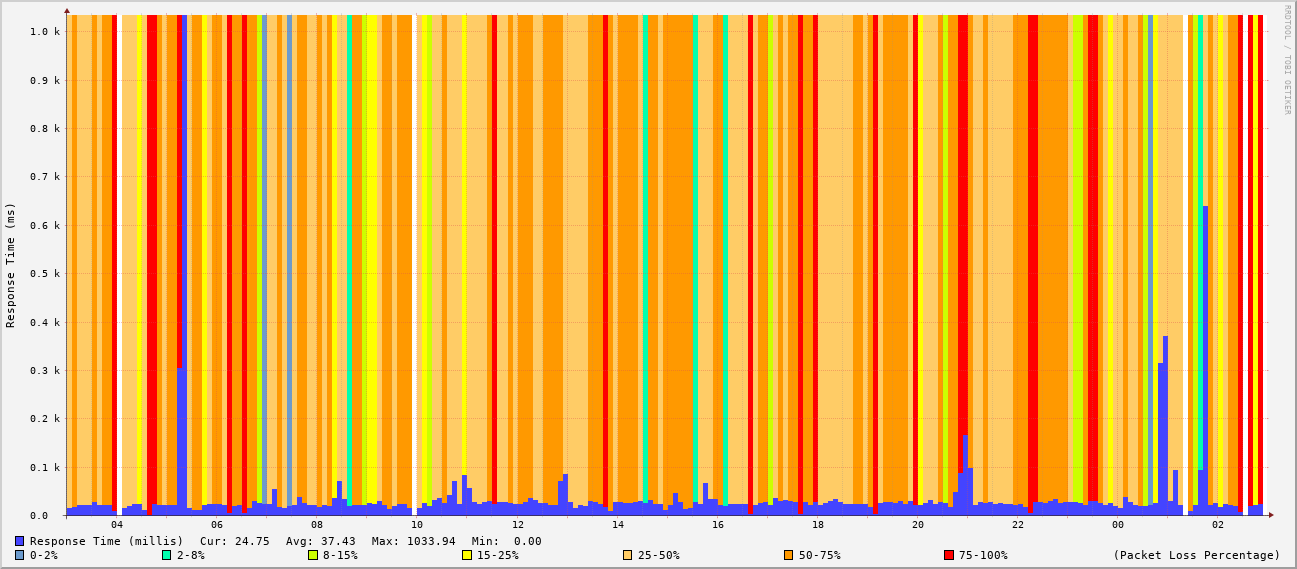 RRDTOOL / TOBI OETIKER
Response Time (ms)
1.0 k
0.9 k
0.8 k
0.7 k
0.6 k
0.5 k
0.4 k
0.3 k
0.2 k
0.1 k
0.0
04 06 08 10 12 14 16 18 20 22 00 02
Response Time (millis) Cur: 24.75 Avg: 37.43 Max: 1033.94 Min: 0.00
0-2% 2-8% 8-15% 15-25% 25-50% 50-75% 75-100% (Packet Loss Percentage)